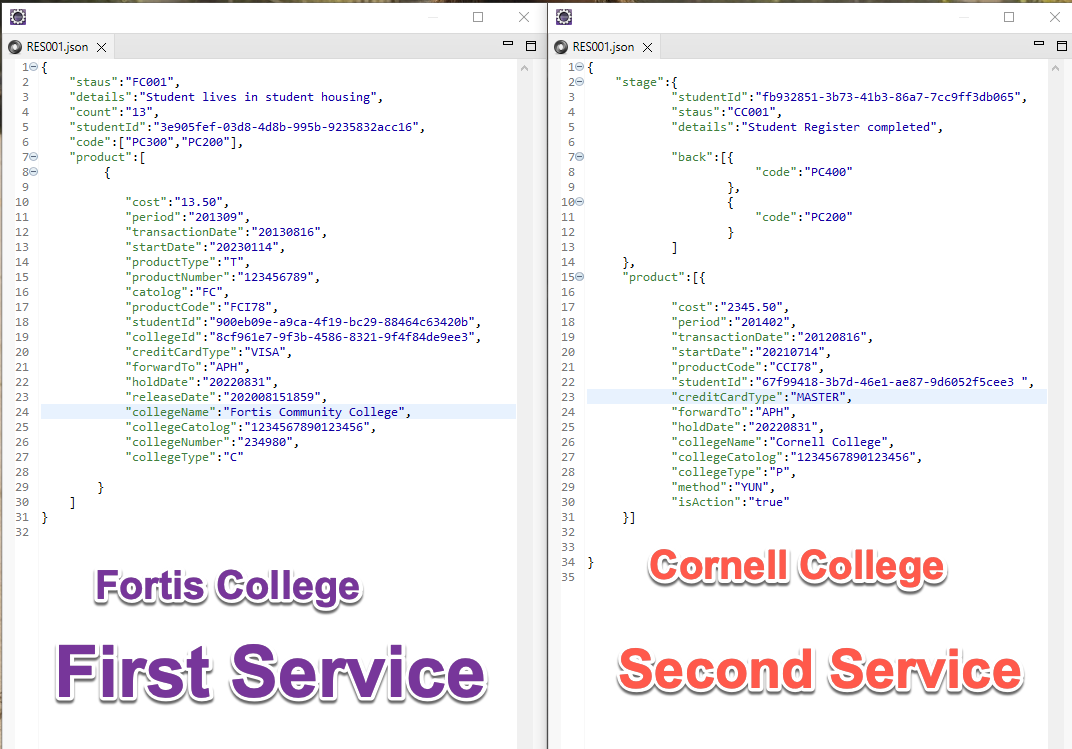 RES001.json
1 {
2 "staus":"FC001",
3 "details":"Student lives in student housing",
4 "count":"13",
5 "studentId":"3e905fef-03d8-4d8b-995b-9235832acc16",
6 "code":["PC300","PC200"],
7 "product":[
8 {
9
10 "cost":"13.50",
11 "period":"201309",
12 "transactionDate":"20130816",
13 "startDate":"20230114",
14 "productType":"T",
15 "productNumber":"123456789",
16 "catolog":"FC",
17 "productCode":"FCI78",
18 "studentId":"900eb09e-a9ca-4f19-bc29-88464c63420b",
19 "collegeId":"8cf961e7-9f3b-4586-8321-9f4f84de9ee3",
20 "creditCardType":"VISA",
21 "forwardTo":"APH",
22 "holdDate":"20220831",
23 "releaseDate":"202008151859",
24 "collegeName":"Fortis Community College",
25 "collegeCatolog":"1234567890123456",
26 "collegeNumber":"234980",
27 "collegeType":"C"
28
29 }
30 ]
31 }
32
Fortis College
First Service
RES001.json
1 {
2 "stage":{
3 "studentId":"fb932851-3b73-41b3-86a7-7cc9ff3db065",
4 "staus":"CC001",
5 "details":"Student Register completed",
6
7 "back":[{
8 "code":"PC400"
9 },
10 {
11 "code":"PC200"
12 }
13 ]
14 },
15 "product":[{
16
17 "cost":"2345.50",
18 "period":"201402",
19 "transactionDate":"20120816",
20 "startDate":"20210714",
21 "productCode":"CCI78",
22 "studentId":"67f99418-3b7d-46e1-ae87-9d6052f5cee3 ",
23 "creditCardType":"MASTER",
24 "forwardTo":"APH",
25 "holdDate":"20220831",
26 "collegeName":"Cornell College",
27 "collegeCatolog":"1234567890123456",
28 "collegeType":"P",
29 "method":"YUN",
30 "isAction":"true"
31 }]
32
33
34 }
35
Cornell College
Second Service